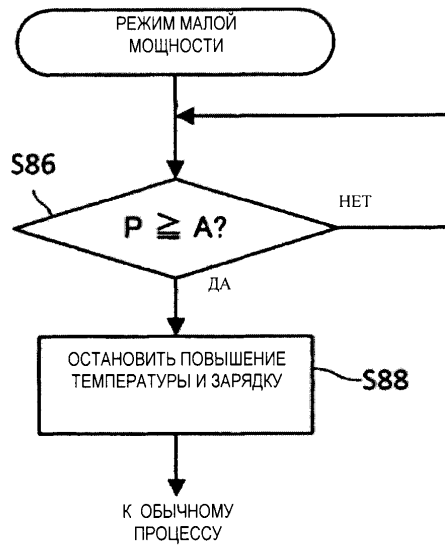 РЕЖИМ МАЛОЙ
МОЩНОСТИ
S86
P ≧ A?
НЕТ
ДА
ОСТАНОВИТЬ ПОВЫШЕНИЕ
ТЕМПЕРАТУРЫ И ЗАРЯДКУ
S88
К ОБЫЧНОМУ
ПРОЦЕССУ